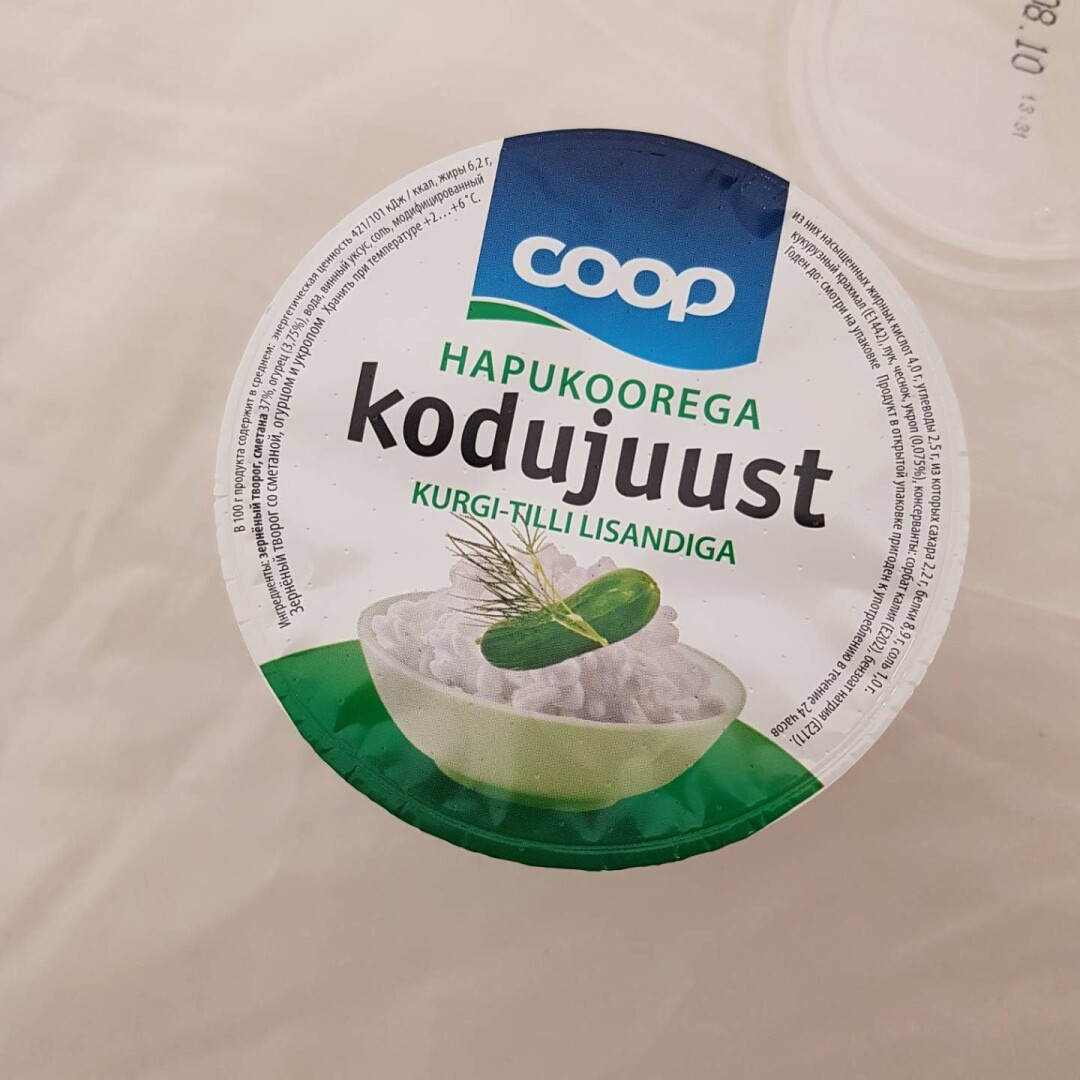 coop
HAPUKOOREGA
kodujuust
KURGI-TILLI LISANDIGA
Зернёный творог со сметаной, огурцом и укропом Хранить при температуре +2...+6°C.
Ингредиенты: зернёный творог, сметана 37%, огурец (3,75%), вода, винный уксус, соль, модифицированный
В 100 г продукта содержит в среднем: энергетическая ценность 421/101 кДж / ккал, жиры 6,2 г,
из них насыщенных жирных кислот 4,0 г, углеводы 2,5 г, из которых сахара 2,2 г, белки 8,9 г, соль 1,0 г.
кукурузный крахмал (E1442), лук, чеснок, укроп (0,075%), консерванты: сорбат калия (E202), бензоат натрия (E211).
Годен до: смотри на упаковке Продукт в открытой упаковке пригоден к употреблению в течение 24 часов
08.10 13:31